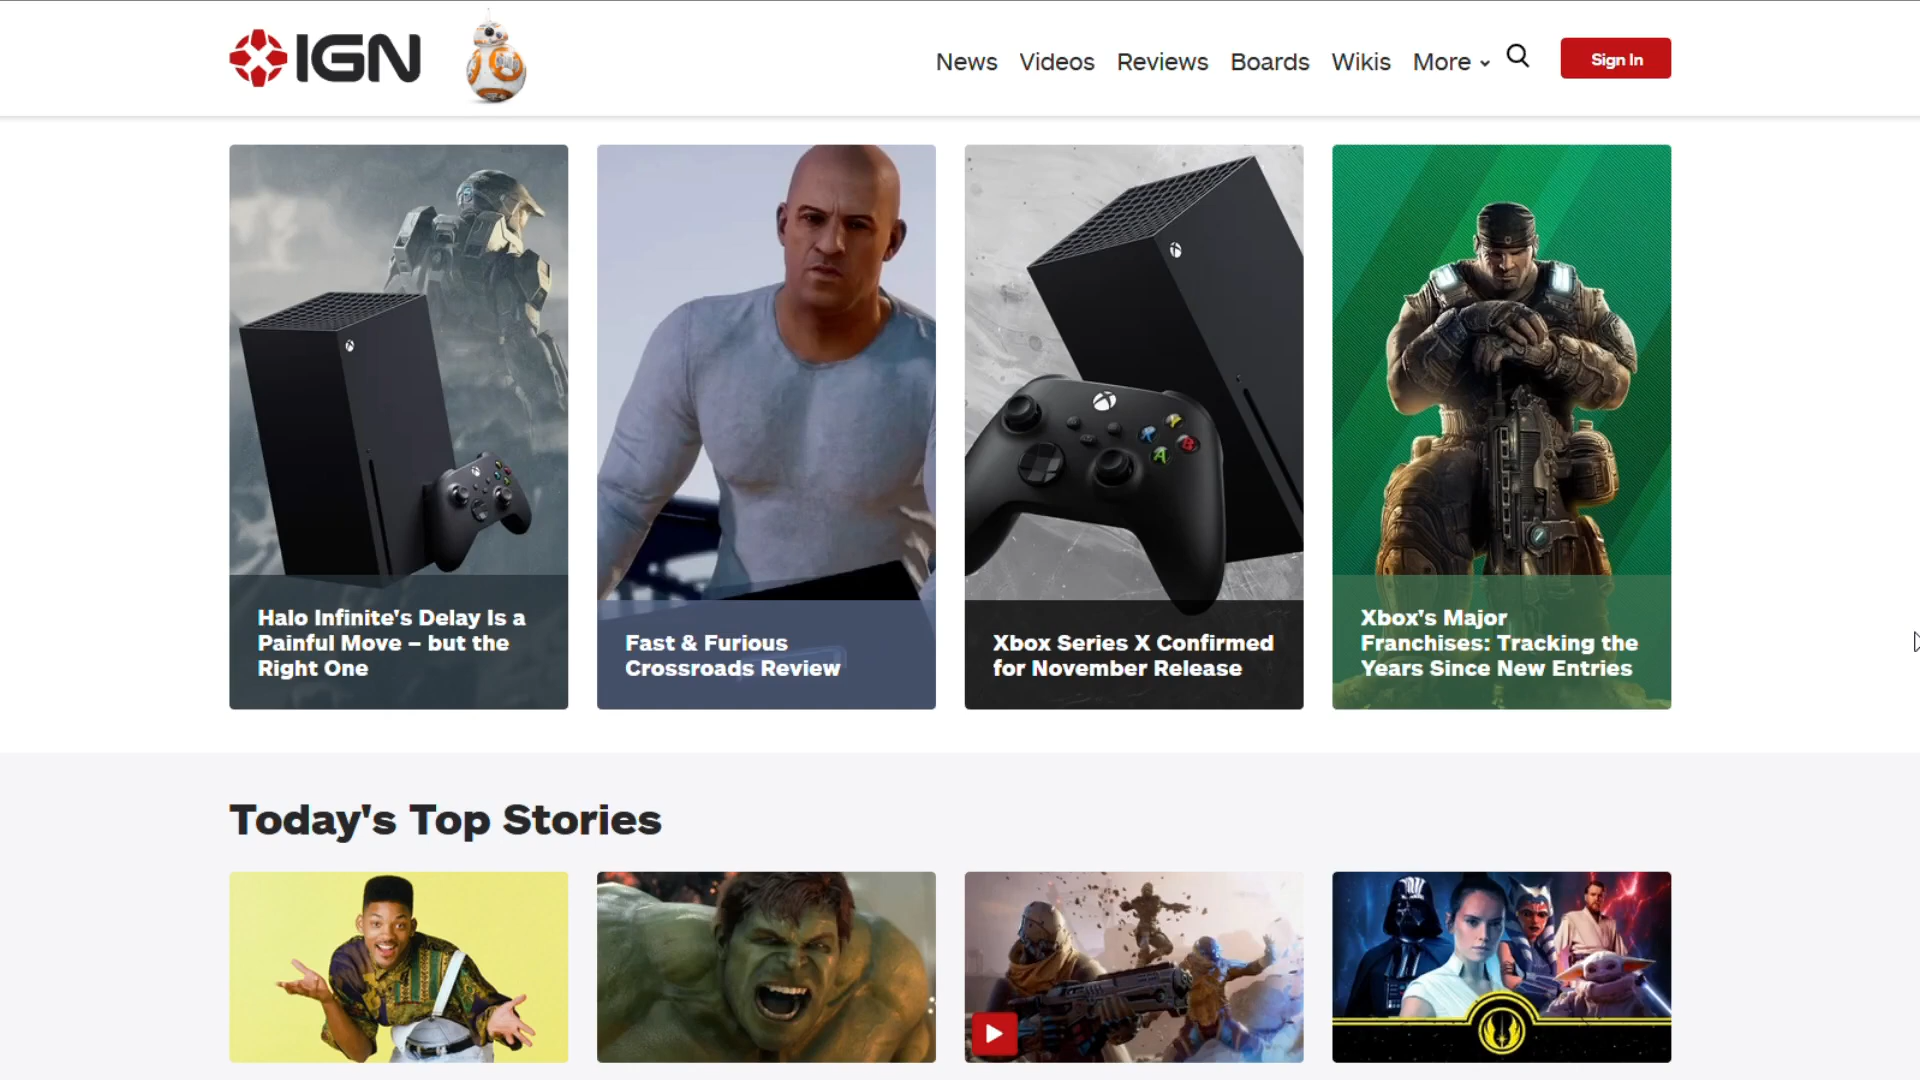 IGN
News Videos Reviews Boards Wikis More
Sign In
Halo Infinite's Delay Is a
Painful Move – but the
Right One
Fast & Furious
Crossroads Review
Xbox Series X Confirmed
for November Release
Xbox's Major
Franchises: Tracking the
Years Since New Entries
Y
X
B
A
Today's Top Stories